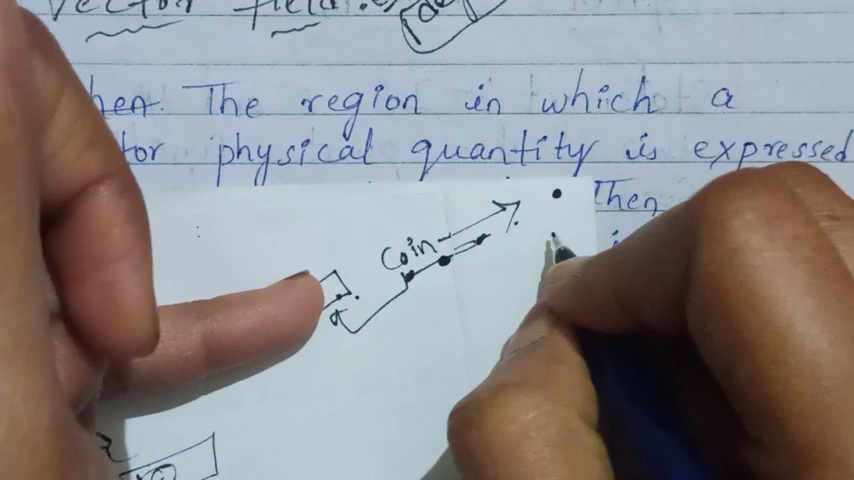 Vector field.
hen. The region in which a
tor physical quantity is expressed
Then
Coin